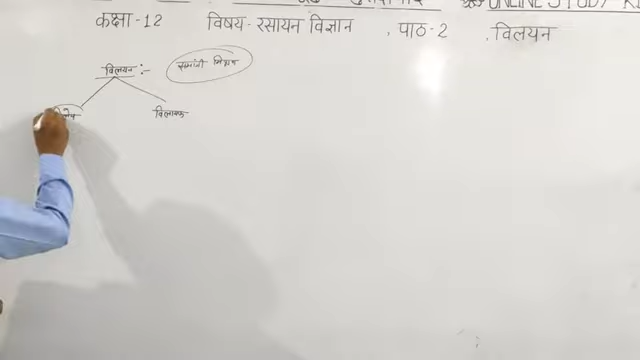 ONLINE STUDY
कक्षा-12 विषय-रसायन विज्ञान , पाठ-2 . विलयन
विलयन :- समांगी मिश्रण
विलायक